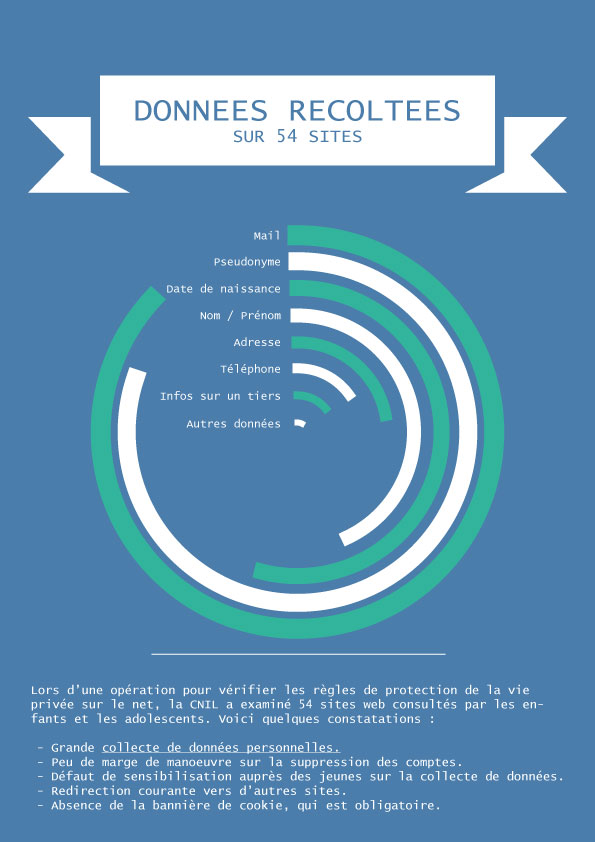 DONNEES RECOLTEES
SUR 54 SITES
Mail
Pseudonyme
Date de naissance
Nom / Prénom
Adresse
Téléphone
Infos sur un tiers
Autres données
Lors d’une opération pour vérifier les règles de protection de la vie
privée sur le net, la CNIL a examiné 54 sites web consultés par les en-
fants et les adolescents. Voici quelques constatations :
- Grande collecte de données personnelles.
- Peu de marge de manoeuvre sur la suppression des comptes.
- Défaut de sensibilisation auprès des jeunes sur la collecte de données.
- Redirection courante vers d’autres sites.
- Absence de la bannière de cookie, qui est obligatoire.